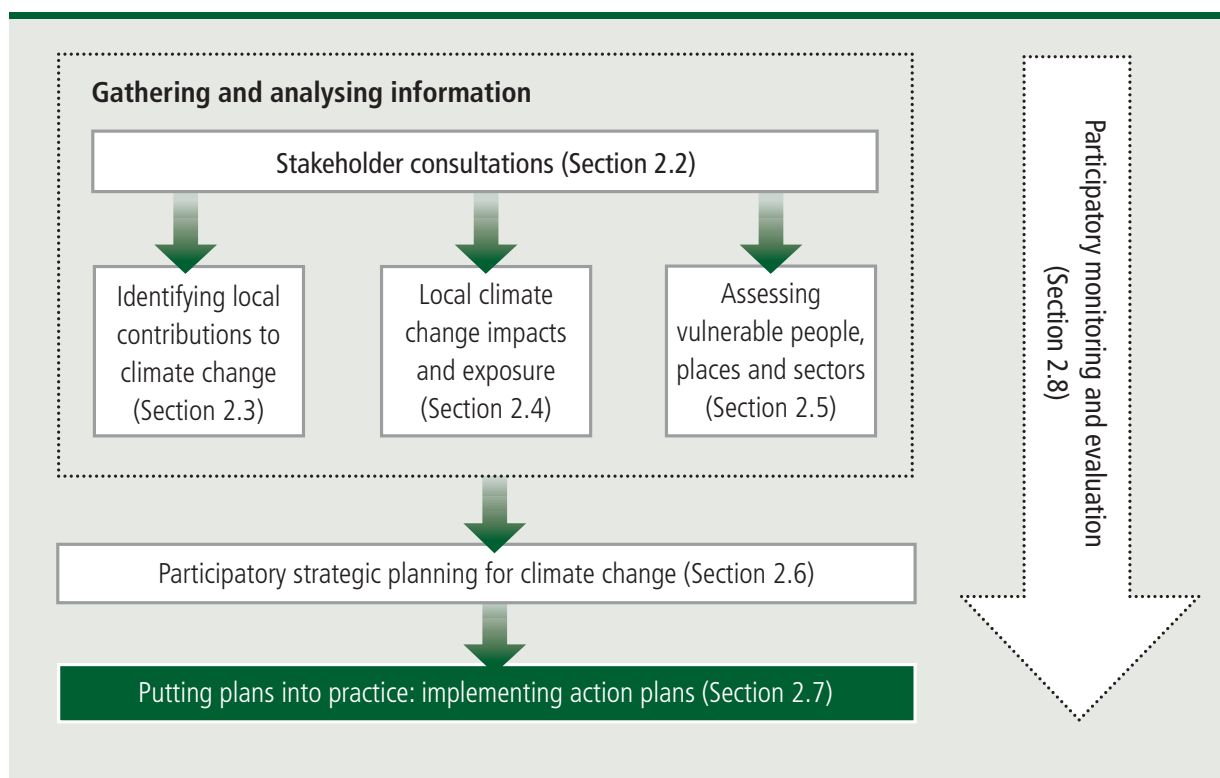 Gathering and analysing information
Stakeholder consultations (Section 2.2)
Identifying local
contributions to
climate change
(Section 2.3)
Local climate
change impacts
and exposure
(Section 2.4)
Assessing
vulnerable people,
places and sectors
(Section 2.5)
Participatory strategic planning for climate change (Section 2.6)
Putting plans into practice: implementing action plans (Section 2.7)
Participatory monitoring and evaluation
(Section 2.8)